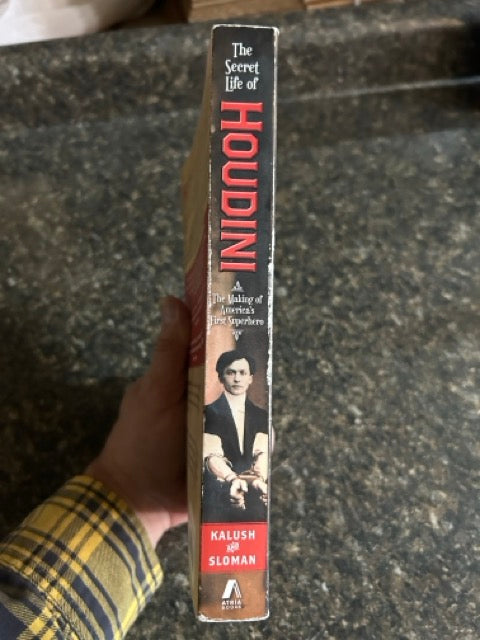 The
Secret
Life of
HOUDINI
The Making of
America's
First Superhero
KALUSH
AND
SLOMAN
ATRIA
BOOKS